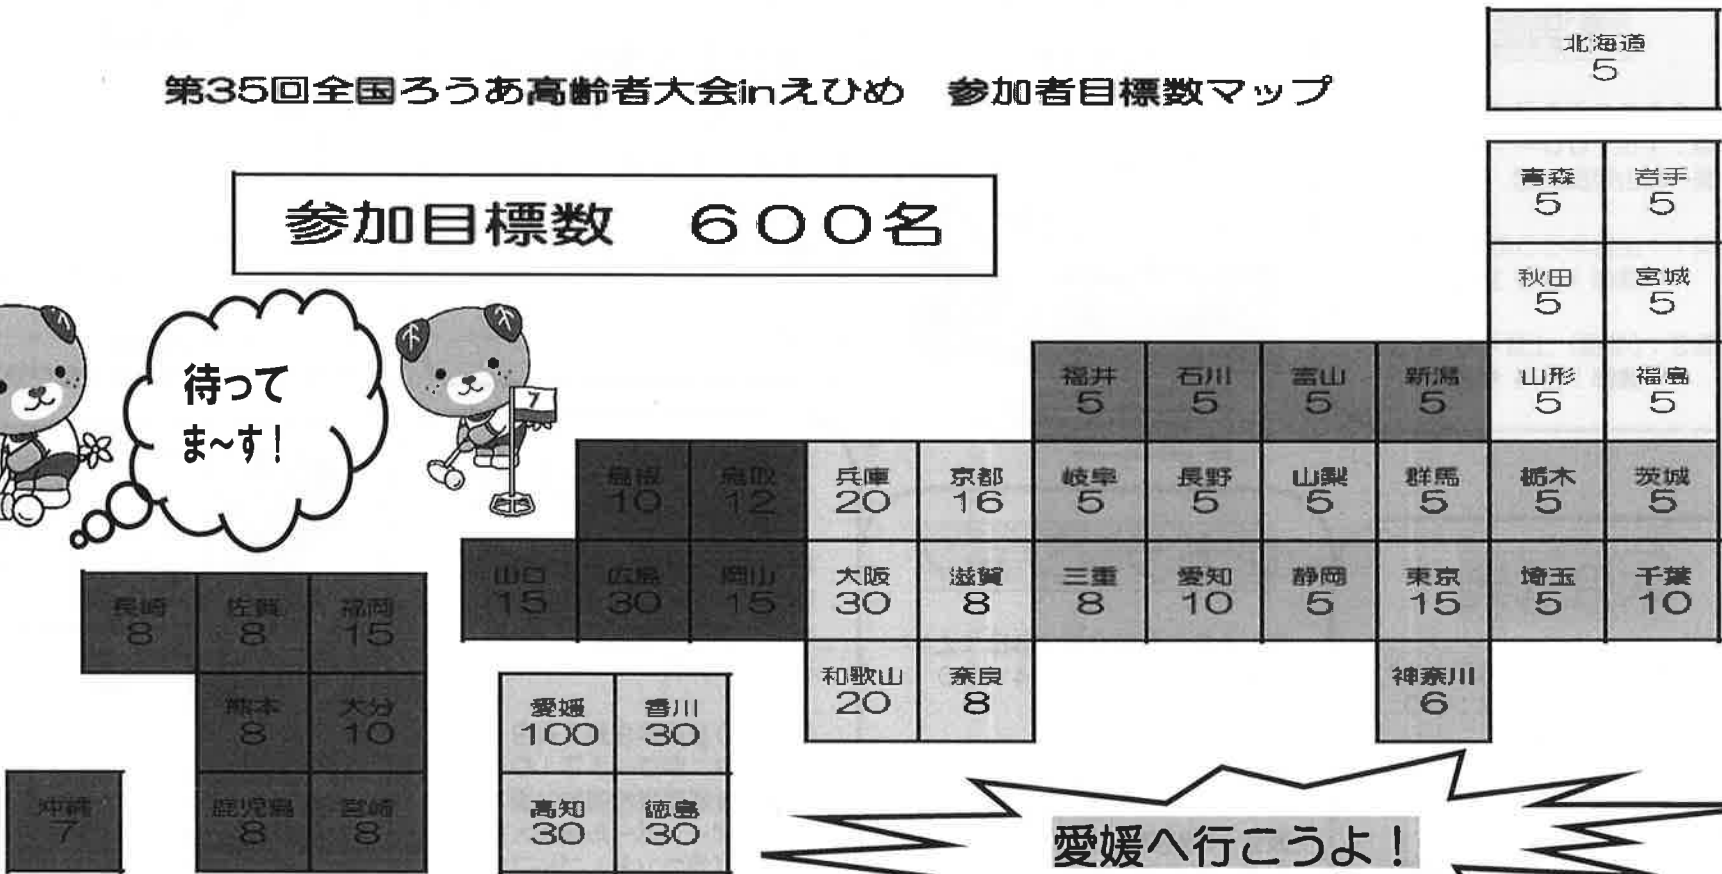 北海道
5
第35回全国ろうあ高齢者大会inえひめ　参加者目標数マップ
青森 岩手
5 5
参加目標数　600名
秋田 宮城
5 5
待って
ま～す！
7
福井 石川 富山 新潟 山形 福島
5 5 5 5 5 5
島根 鳥取 兵庫 京都 岐阜 長野 山梨 群馬 栃木 茨城
10 12 20 16 5 5 5 5 5 5
山口 広島 岡山 大阪 滋賀 三重 愛知 静岡 東京 埼玉 千葉
15 30 15 30 8 8 10 5 15 5 10
長崎 佐賀 福岡
8 8 15
和歌山 奈良 神奈川
20 8 6
熊本 大分 愛媛 香川
8 10 100 30
沖縄 鹿児島 宮崎 高知 徳島
7 8 8 30 30
愛媛へ行こうよ！